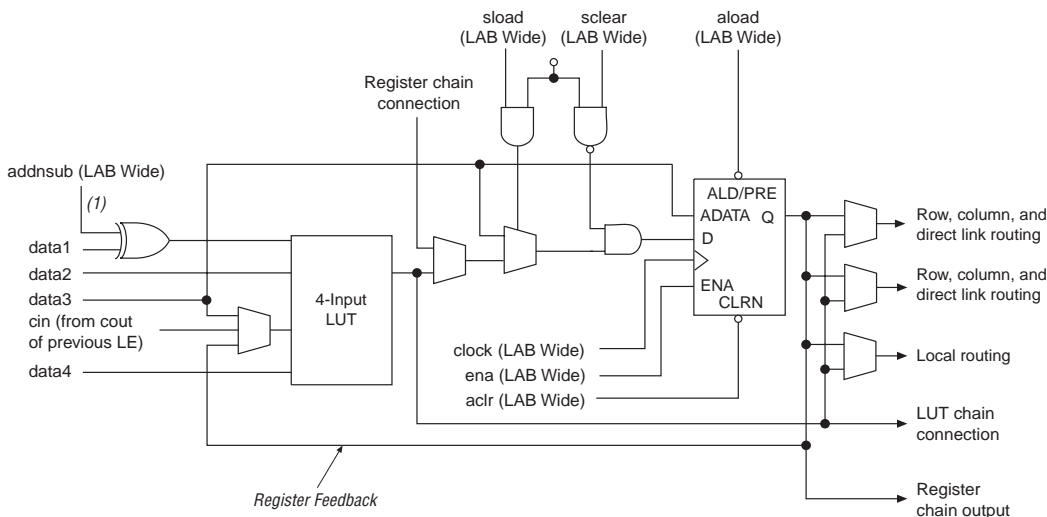 sload
(LAB Wide)
sclear
(LAB Wide)
aload
(LAB Wide)
Register chain
connection
addnsub (LAB Wide)
(1)
data1
data2
data3
cin (from cout
of previous LE)
data4
4-Input
LUT
ALD/PRE
ADATA Q
D
ENA
CLRN
clock (LAB Wide)
ena (LAB Wide)
aclr (LAB Wide)
Row, column, and
direct link routing
Row, column, and
direct link routing
Local routing
LUT chain
connection
Register
chain output
Register Feedback